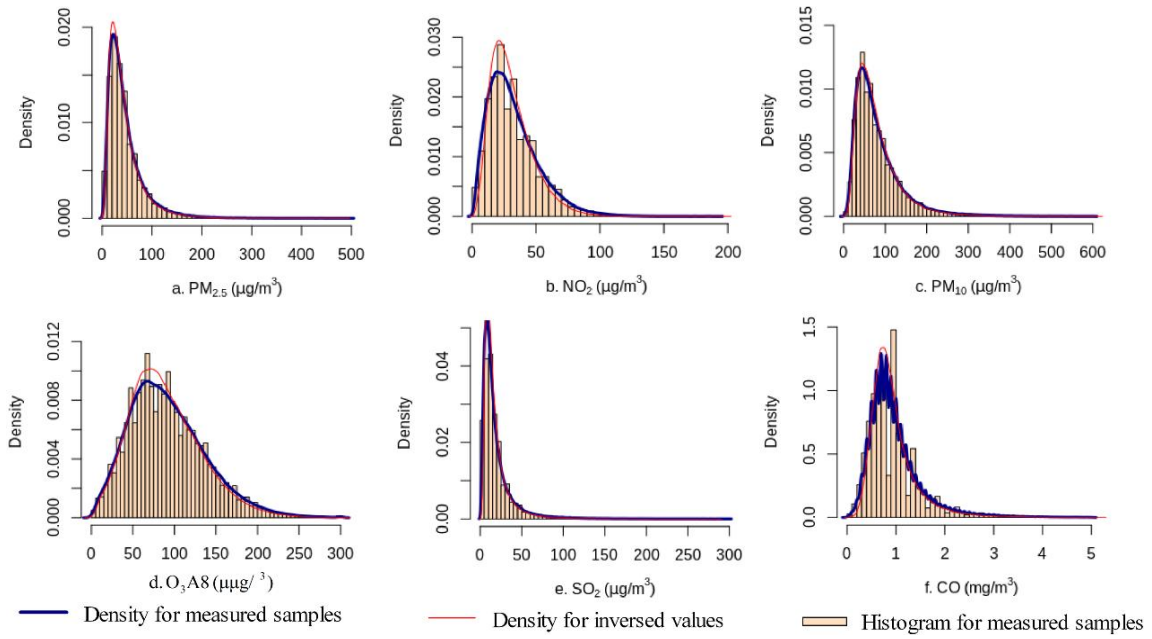 0.020
0.010
0.000
Density
0 100 200 300 400 500
a. PM2.5 (µg/m³)
0.030
0.020
0.010
0.000
Density
0 50 100 150 200
b. NO2 (µg/m³)
0.015
0.010
0.005
0.000
Density
0 100 200 300 400 500 600
c. PM10 (µg/m³)
0.012
0.008
0.004
0.000
Density
0 50 100 150 200 250 300
d. O3A8 (µµg/ ³)
0.04
0.02
0.00
Density
0 50 100 150 200 250 300
e. SO2 (µg/m³)
1.5
1.0
0.5
0.0
Density
0 1 2 3 4 5
f. CO (mg/m³)
Density for measured samples
Density for inversed values
Histogram for measured samples